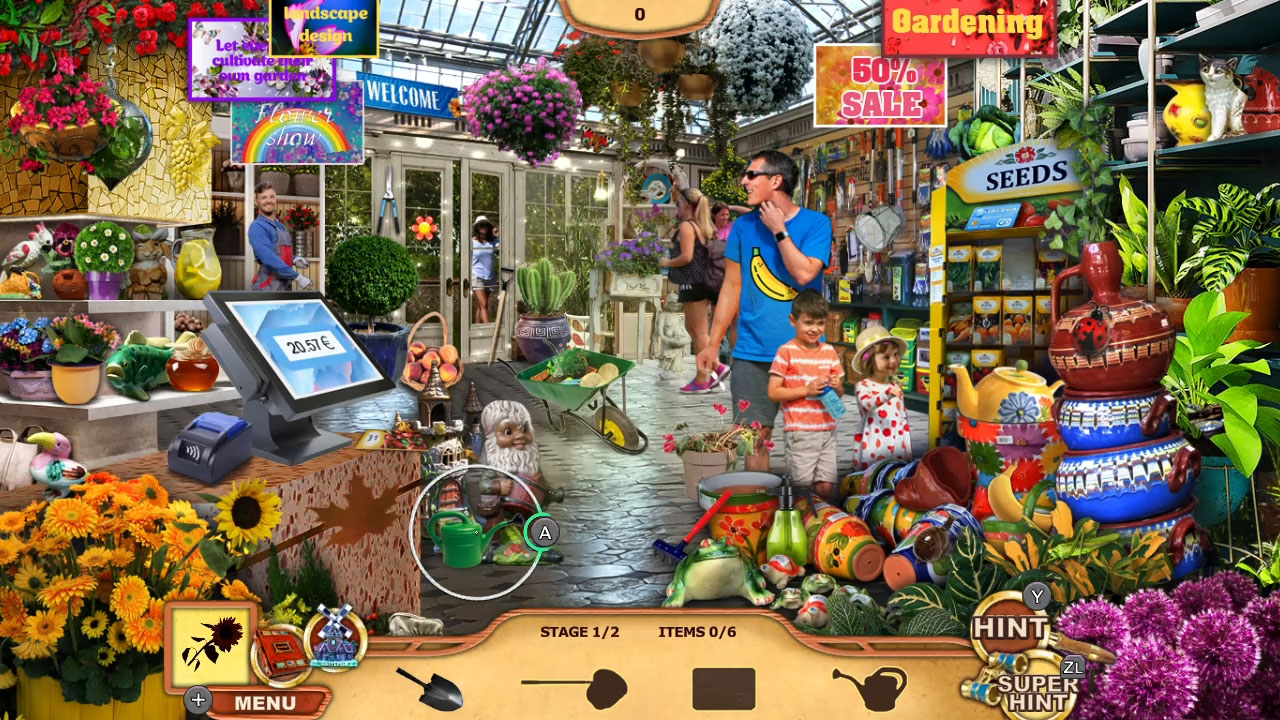 0
landscape
design
Let
cultivate your
own garden
WELCOME
Flower
show
Gardening
50%
SALE
SEEDS
20.57€
A
STAGE 1/2
ITEMS 0/6
Y
HINT
ZL
SUPER
HINT
+
MENU